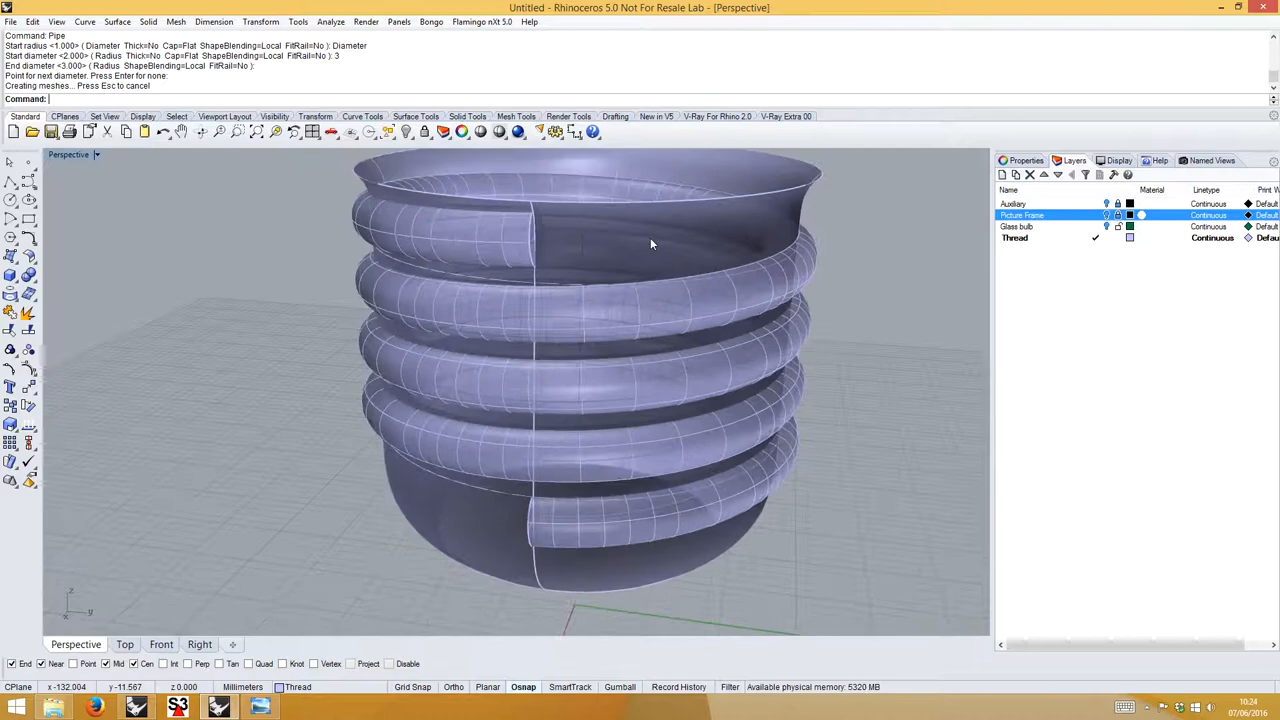 Untitled - Rhinoceros 5.0 Not For Resale Lab - [Perspective]
File Edit View Curve Surface Solid Mesh Dimension Transform Tools Analyze Render Panels Bongo Flamingo nXt 5.0 Help
Command: Pipe
Start radius <1.000> ( Diameter Thick=No Cap=Flat ShapeBlending=Local FitRail=No ): Diameter
Start diameter <2.000> ( Radius Thick=No Cap=Flat ShapeBlending=Local FitRail=No ): 3
End diameter <3.000> ( Radius ShapeBlending=Local FitRail=No ):
Point for next diameter. Press Enter for none:
Creating meshes... Press Esc to cancel
Command:
Standard CPlanes Set View Display Select Viewport Layout Visibility Transform Curve Tools Surface Tools Solid Tools Mesh Tools Render Tools Drafting New in V5 V-Ray For Rhino 2.0 V-Ray Extra 00
Perspective
Properties Layers Display Help Named Views
Name Material Linetype Print W
Auxiliary Continuous Default
Picture Frame Continuous Default
Glass bulb Continuous Default
Thread Continuous Default
z
x y
Perspective Top Front Right
End Near Point Mid Cen Int Perp Tan Quad Knot Vertex Project Disable
CPlane x -132.004 y -11.567 z 0.000 Millimeters Thread Grid Snap Ortho Planar Osnap SmartTrack Gumball Record History Filter Available physical memory: 5320 MB
S3
10:24
07/06/2016